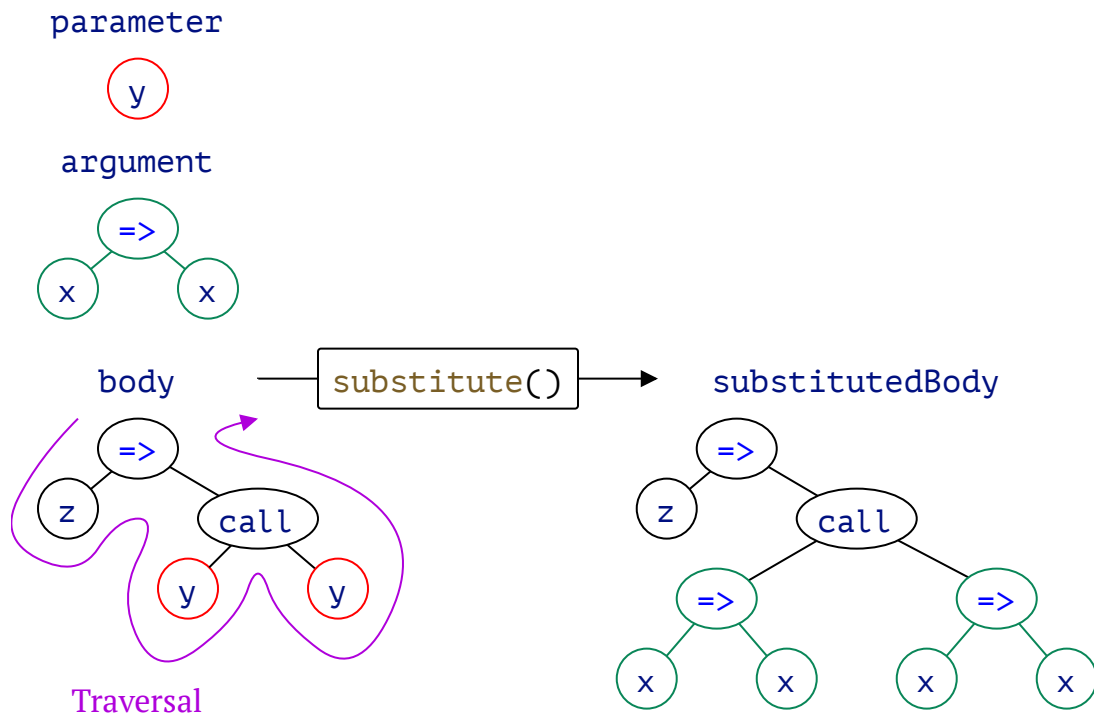 parameter
y
argument
=>
x x
body substitute() substitutedBody
=> =>
z call z call
y y => =>
x x x x
Traversal